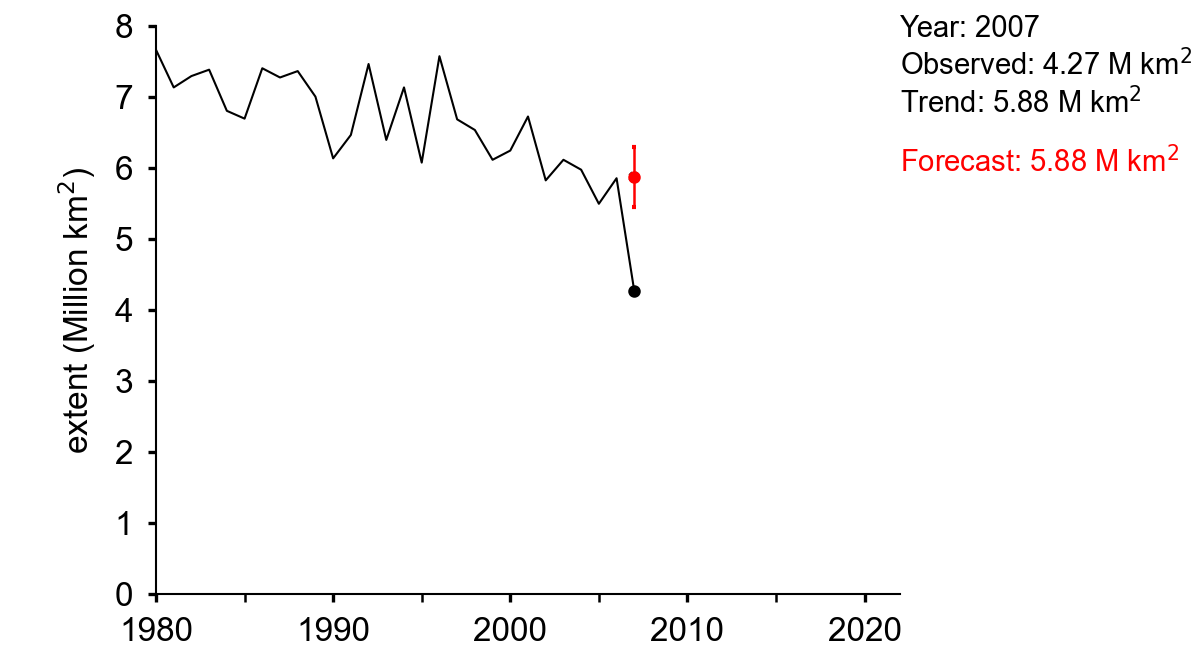 Year: 2007
Observed: 4.27 M km²
Trend: 5.88 M km²
Forecast: 5.88 M km²
extent (Million km²)
8
7
6
5
4
3
2
1
0
1980 1990 2000 2010 2020